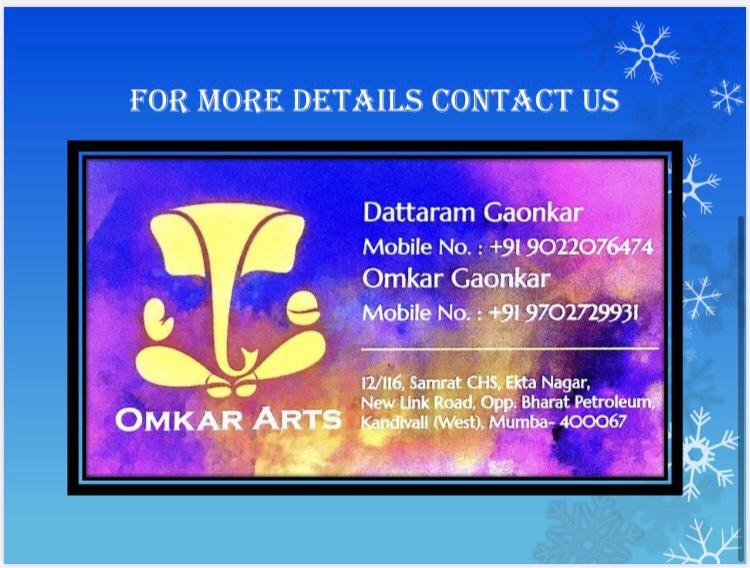 FOR MORE DETAILS CONTACT US
Dattaram Gaonkar
Mobile No. : +91 9022076474
Omkar Gaonkar
Mobile No. : +91 9702729931
12/116, Samrat CHS, Ekta Nagar,
New Link Road, Opp. Bharat Petroleum,
Kandivali (West), Mumba- 400067
OMKAR ARTS